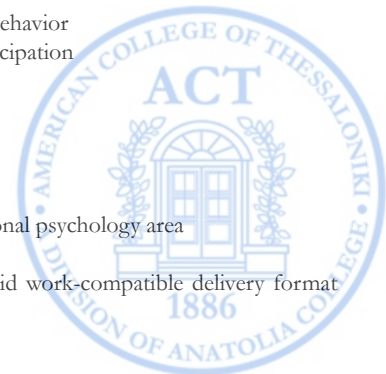 ehavior
cipation
onal psychology area
id work-compatible delivery format
AMERICAN COLLEGE OF THESSALONIKI
ACT
1886
A DIVISION OF ANATOLIA COLLEGE